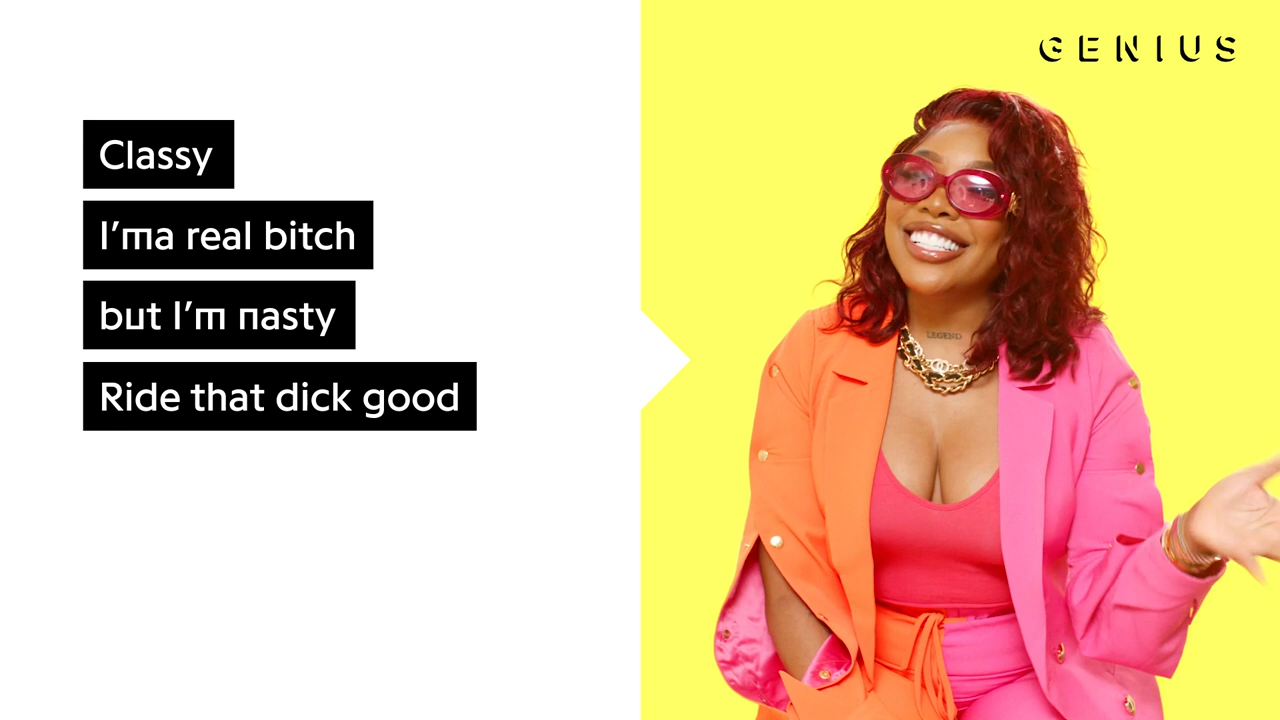 GENIUS
Classy
I'ma real bitch
but I'm nasty
Ride that dick good
LEGEND